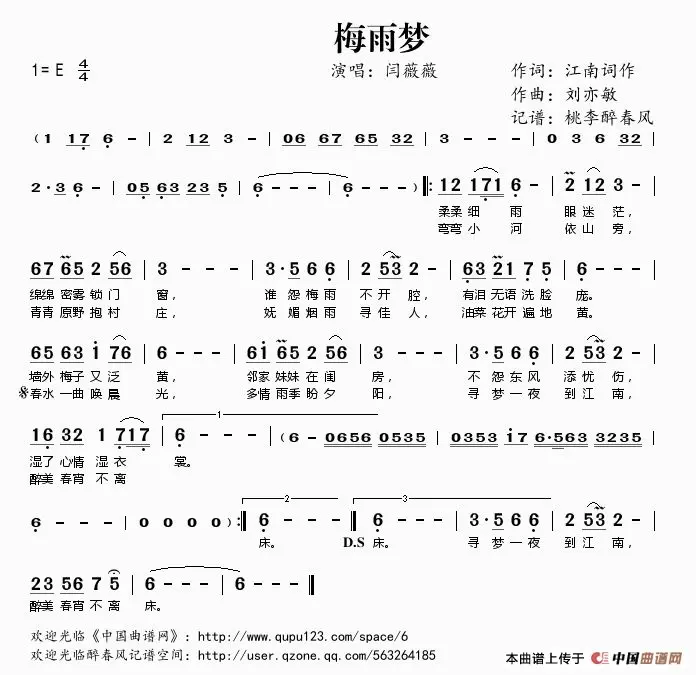 梅雨梦
1= E 4/4 演唱：闫薇薇 作词：江南词作
作曲：刘亦敏
记谱：桃李醉春风
( 1 17 6 - | 2 12 3 - | 06 67 65 32 | 1 - - - | 03 6 32 |
2·3 6 - | 05 63 23 5 | 6 - - - | 6 - - - ) ‖: 12 171 6 - | 2 12 3 - |
柔柔 细 雨 眼 迷 茫，
弯弯 小 河 依 山 旁，
67 65 2 56 | 3 - - - | 3·5 6 6 | 2 53 2 - | 63 21 7 5 | 6 - - - |
绵绵 密雾 锁 门 窗， 谁 怨 梅 雨 不 开 腔， 有泪 无语 洗 脸 庞。
青青 原野 抱 村 庄， 妩 媚 烟 雨 寻 佳 人， 油菜 花开 遍 地 黄。
65 63 1 76 | 6 - - - | 61 65 2 56 | 3 - - - | 3·5 6 6 | 2 53 2 - |
墙外 梅子 又 泛 黄， 邻家 妹妹 在 闺 房， 不 怨 东 风 添 忧 伤，
春水 一曲 唤 晨 光， 多情 雨季 盼 夕 阳， 寻 梦 一 夜 到 江 南，
1
16 32 1 717 | 6 - - - | (6 - 0656 0535 | 0353 17 6·563 3235 |
湿了 心情 湿 衣 裳。
醉美 春宵 不 离
2 3
6 - - - | 0 0 0 0 ) :‖ 6 - - - ‖ 6 - - - | 3·5 6 6 | 2 53 2 - |
床。 D.S 床。 寻 梦 一 夜 到 江 南，
23 56 7 5 | 6 - - - | 6 - - - ‖
醉美 春宵 不 离 床。
欢迎光临《中国曲谱网》：http://www.qupu123.com/space/6
欢迎光临醉春风记谱空间：http://user.qzone.qq.com/563264185
本曲谱上传于 中国曲谱网